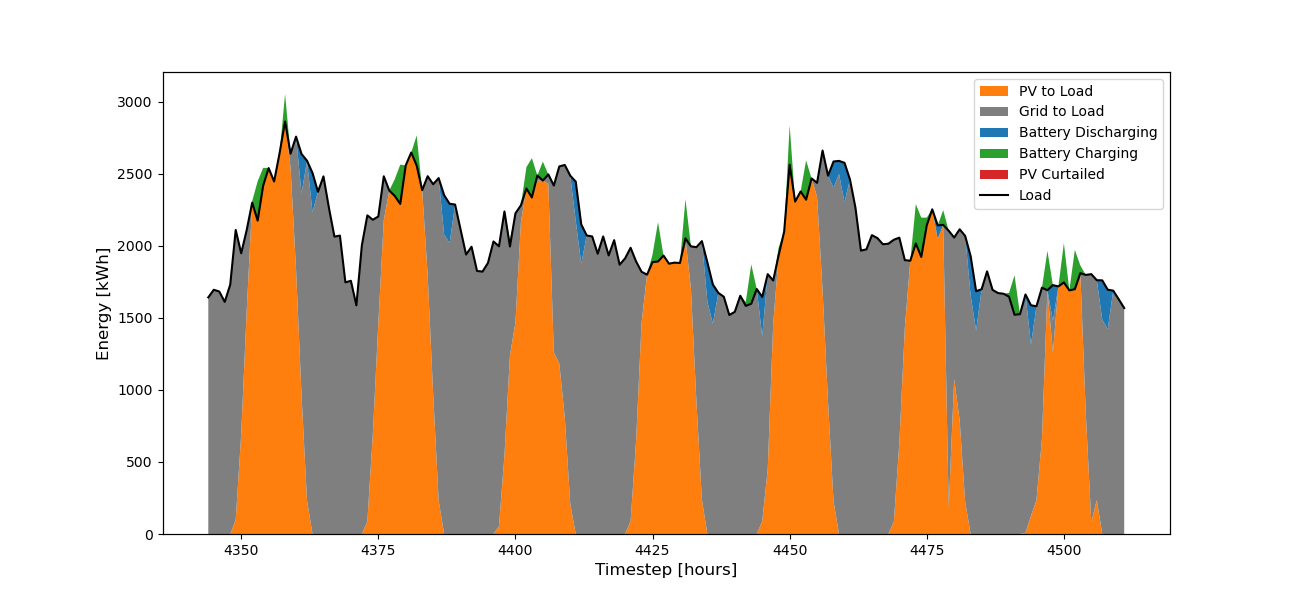 3000
2500
2000
1500
1000
500
0
Energy [kWh]
4350 4375 4400 4425 4450 4475 4500
Timestep [hours]
PV to Load
Grid to Load
Battery Discharging
Battery Charging
PV Curtailed
Load